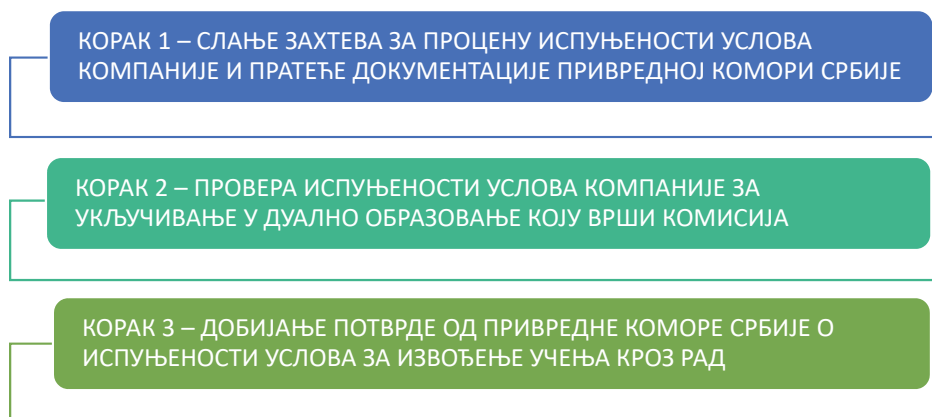 КОРАК 1 – СЛАЊЕ ЗАХТЕВА ЗА ПРОЦЕНУ ИСПУЊЕНОСТИ УСЛОВА
КОМПАНИЈЕ И ПРАТЕЋЕ ДОКУМЕНТАЦИЈЕ ПРИВРЕДНОЈ КОМОРИ СРБИЈЕ
КОРАК 2 – ПРОВЕРА ИСПУЊЕНОСТИ УСЛОВА КОМПАНИЈЕ ЗА
УКЉУЧИВАЊЕ У ДУАЛНО ОБРАЗОВАЊЕ КОЈУ ВРШИ КОМИСИЈА
КОРАК 3 – ДОБИЈАЊЕ ПОТВРДЕ ОД ПРИВРЕДНЕ КОМОРЕ СРБИЈЕ О
ИСПУЊЕНОСТИ УСЛОВА ЗА ИЗВОЂЕЊЕ УЧЕЊА КРОЗ РАД